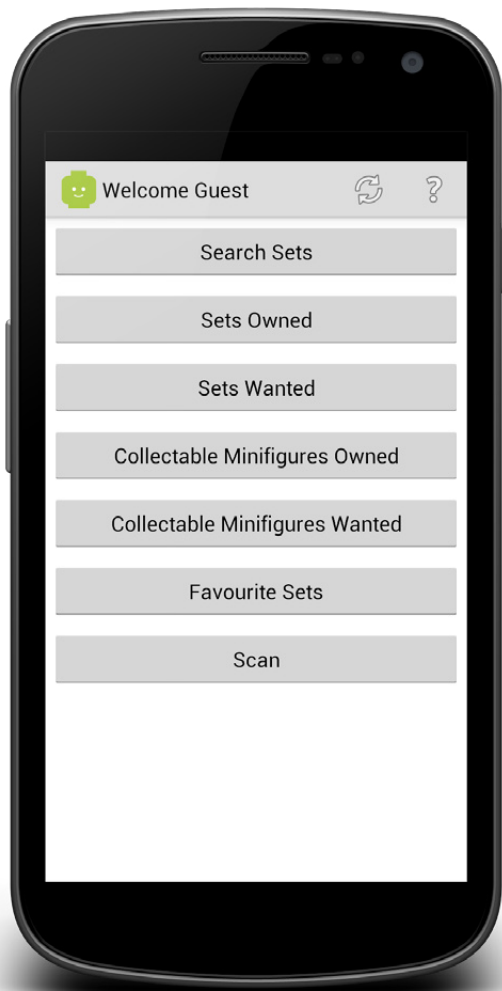 Welcome Guest
Search Sets
Sets Owned
Sets Wanted
Collectable Minifigures Owned
Collectable Minifigures Wanted
Favourite Sets
Scan